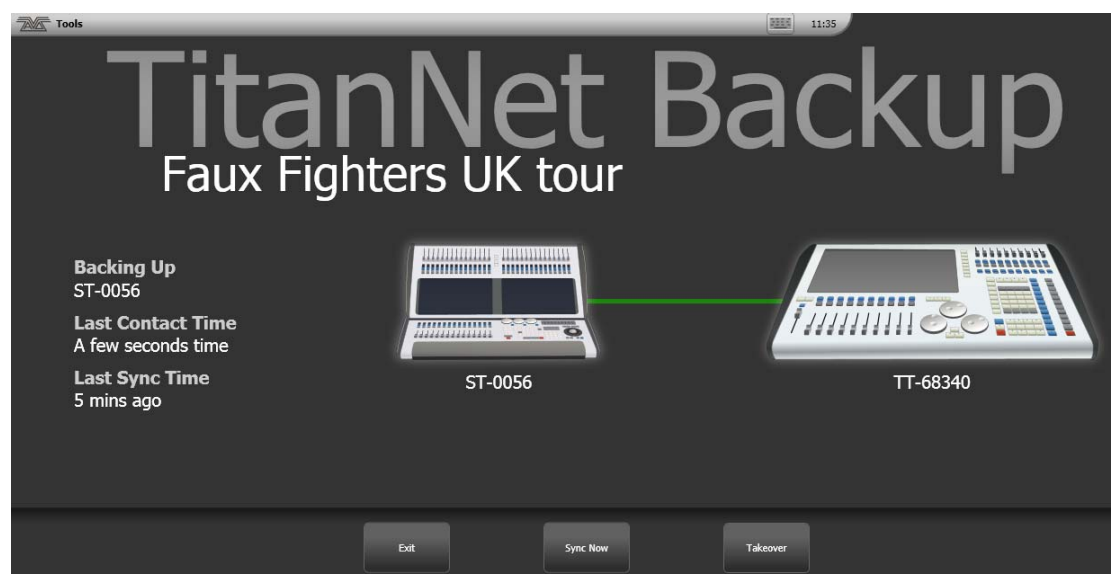 Tools
11:35
TitanNet Backup
Faux Fighters UK tour
Backing Up
ST-0056
Last Contact Time
A few seconds time
Last Sync Time
5 mins ago
ST-0056
TT-68340
Exit
Sync Now
Takeover